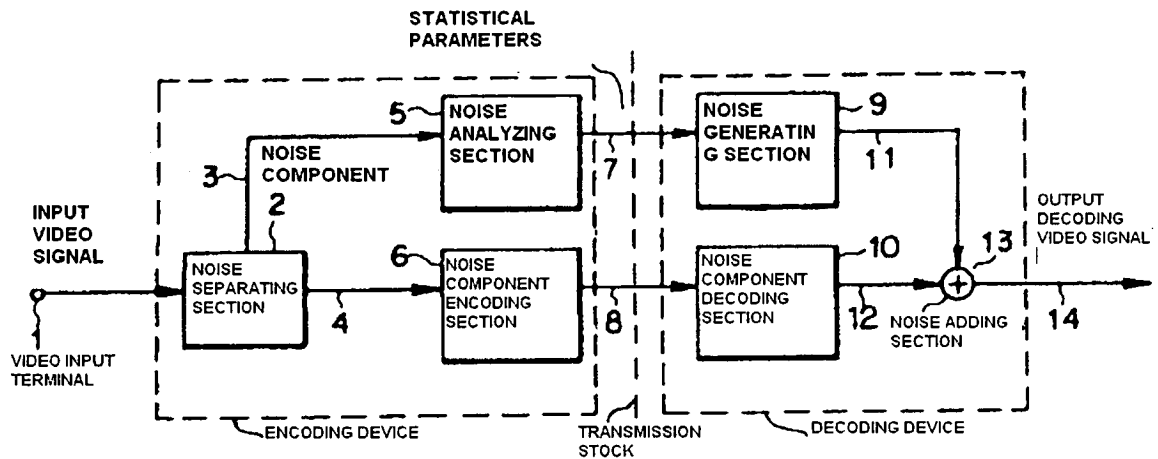 STATISTICAL
PARAMETERS
5
NOISE
ANALYZING
SECTION
7
NOISE
GENERATIN
G SECTION
9
11
3
NOISE
COMPONENT
2
INPUT
VIDEO
SIGNAL
1
VIDEO INPUT
TERMINAL
NOISE
SEPARATING
SECTION
4
6
NOISE
COMPONENT
ENCODING
SECTION
8
NOISE
COMPONENT
DECODING
SECTION
10
12
13
NOISE ADDING
SECTION
OUTPUT
DECODING
VIDEO SIGNAL
14
ENCODING DEVICE
TRANSMISSION
STOCK
DECODING DEVICE